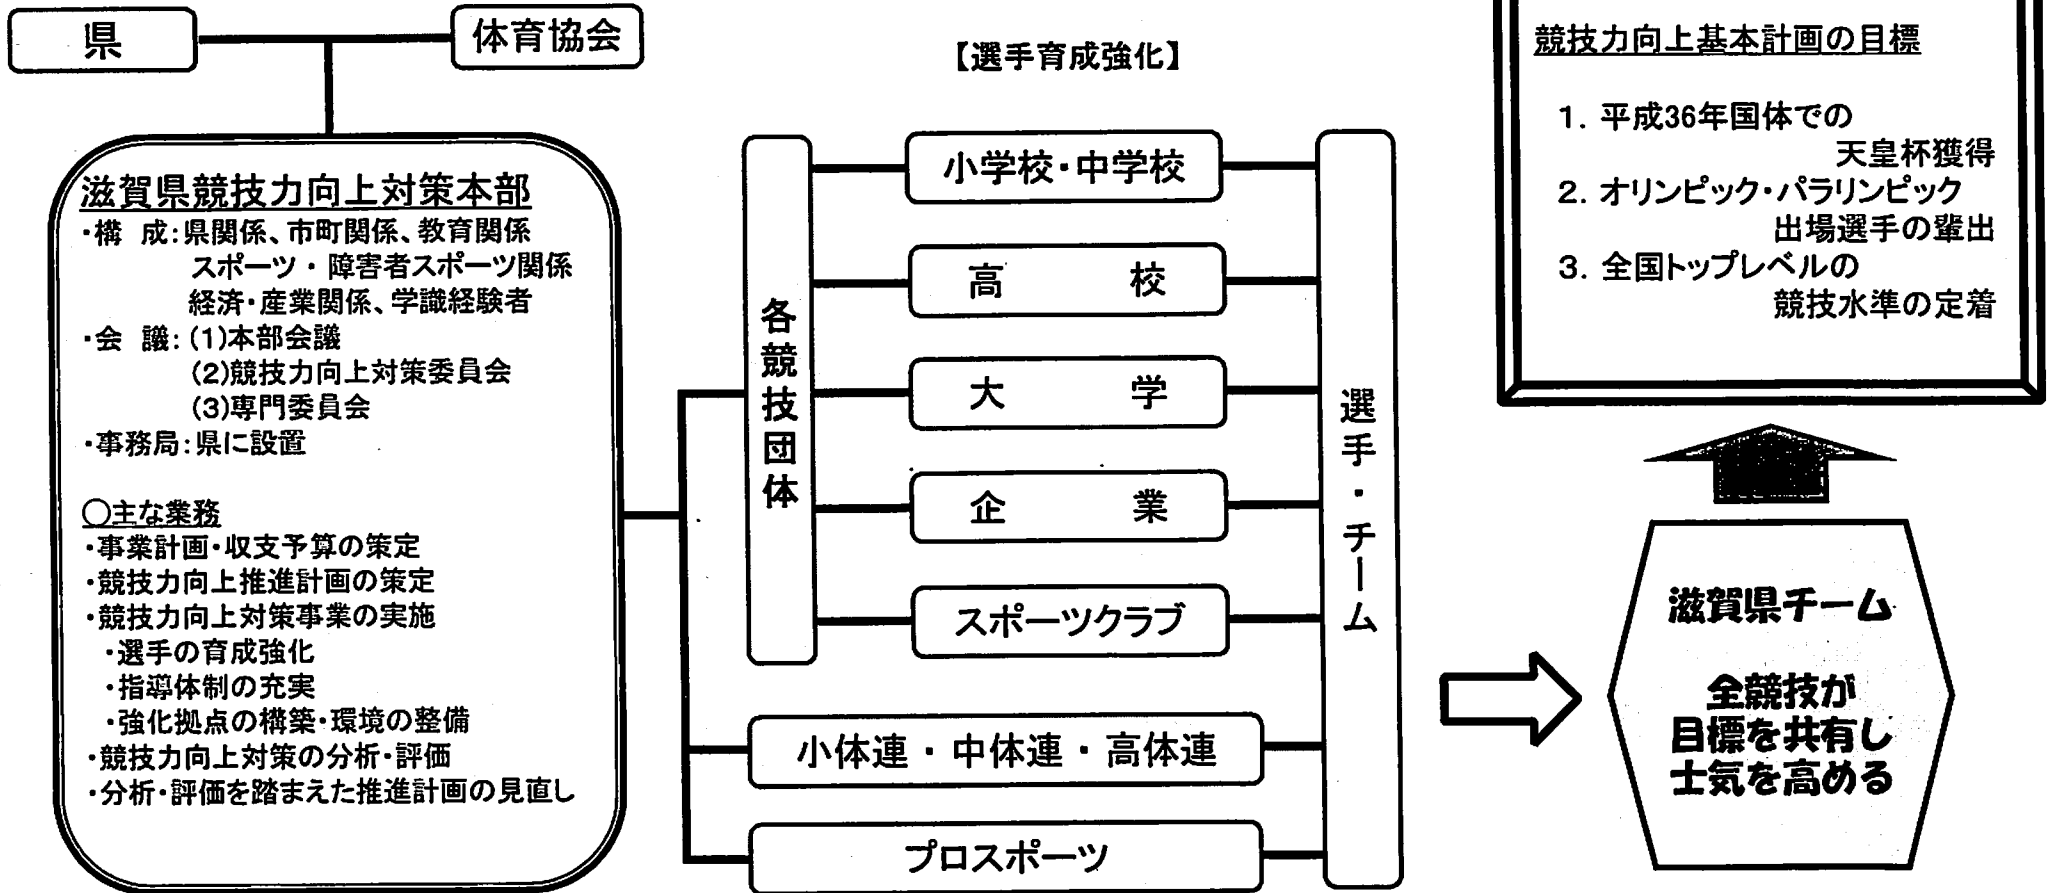 県
体育協会
滋賀県競技力向上対策本部
・構　成：県関係、市町関係、教育関係
スポーツ・障害者スポーツ関係
経済・産業関係、学識経験者
・会　議：(1)本部会議
(2)競技力向上対策委員会
(3)専門委員会
・事務局：県に設置
○主な業務
・事業計画・収支予算の策定
・競技力向上推進計画の策定
・競技力向上対策事業の実施
・選手の育成強化
・指導体制の充実
・強化拠点の構築・環境の整備
・競技力向上対策の分析・評価
・分析・評価を踏まえた推進計画の見直し
【選手育成強化】
各競技団体
小学校・中学校
高　校
大　学
企　業
スポーツクラブ
小体連・中体連・高体連
プロスポーツ
選手・チーム
競技力向上基本計画の目標
1. 平成36年国体での
天皇杯獲得
2. オリンピック・パラリンピック
出場選手の輩出
3. 全国トップレベルの
競技水準の定着
滋賀県チーム
全競技が
目標を共有し
士気を高める